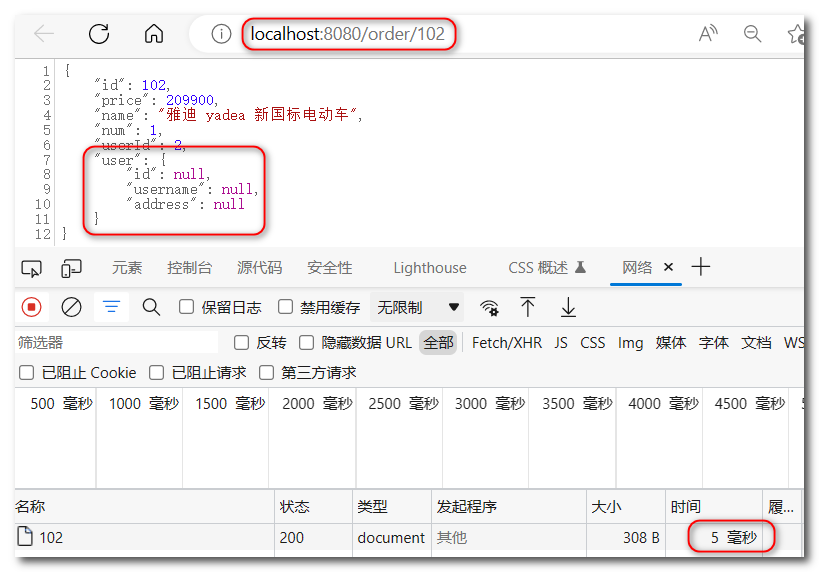 localhost:8080/order/102
1 {
2 "id": 102,
3 "price": 209900,
4 "name": "雅迪 yadea 新国标电动车",
5 "num": 1,
6 "userId": 2,
7 "user": {
8 "id": null,
9 "username": null,
10 "address": null
11 }
12 }
元素 控制台 源代码 安全性 Lighthouse CSS 概述 网络
保留日志 禁用缓存 无限制
筛选器 反转 隐藏数据 URL 全部 Fetch/XHR JS CSS Img 媒体 字体 文档 WS
已阻止 Cookie 已阻止请求 第三方请求
500 毫秒 1000 毫秒 1500 毫秒 2000 毫秒 2500 毫秒 3000 毫秒 3500 毫秒 4000 毫秒 4500 毫秒
名称 状态 类型 发起程序 大小 时间 履...
102 200 document 其他 308 B 5 毫秒